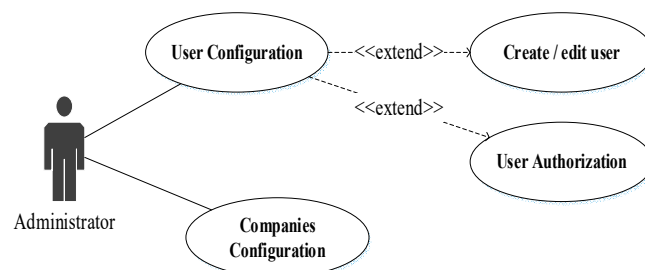 User Configuration
<<extend>>
Create / edit user
<<extend>>
User Authorization
Administrator
Companies
Configuration